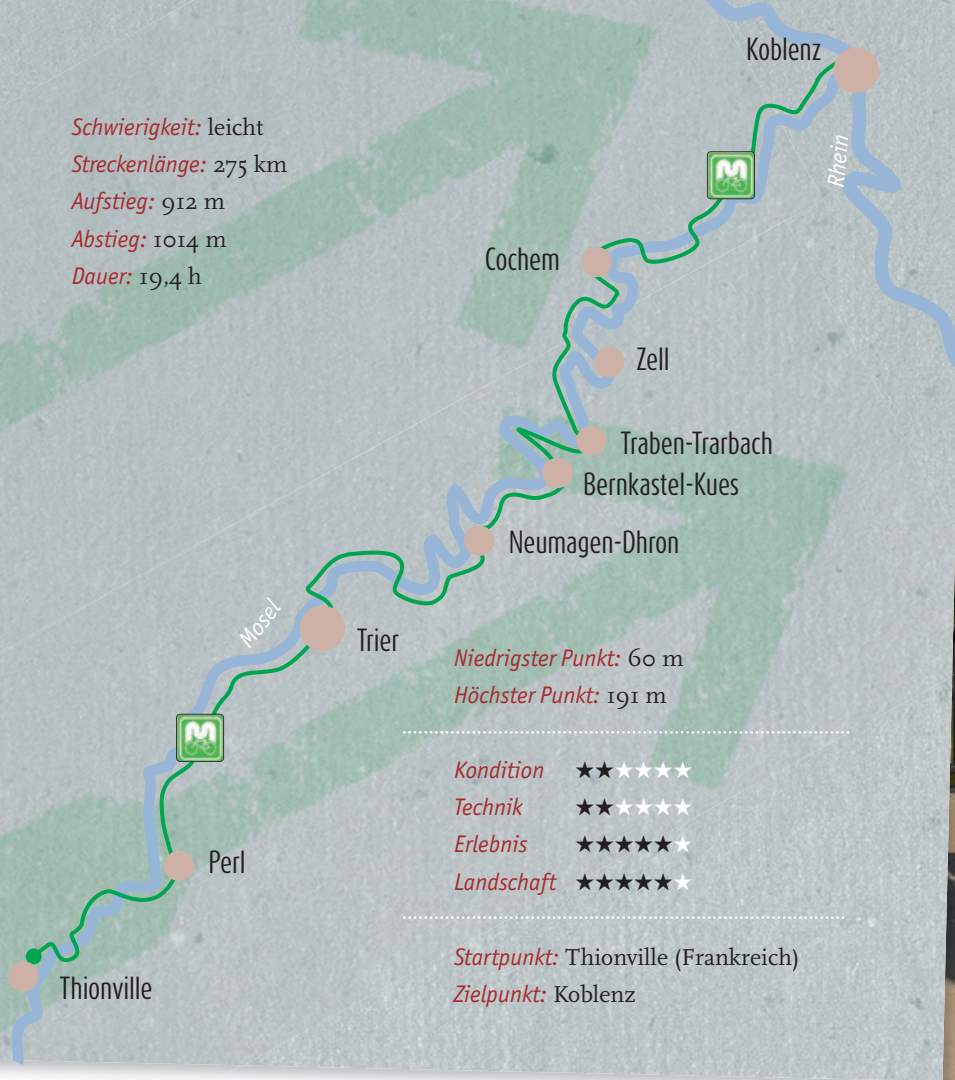 Koblenz
Schwierigkeit: leicht
Streckenlänge: 275 km
Aufstieg: 912 m
Abstieg: 1014 m
Dauer: 19,4 h
Rhein
M
Cochem
Zell
Traben-Trarbach
Bernkastel-Kues
Neumagen-Dhron
Mosel
Trier
Niedrigster Punkt: 60 m
Höchster Punkt: 191 m
M
Kondition ★★★★★★
Technik ★★★★★★
Erlebnis ★★★★★★
Landschaft ★★★★★★
Perl
Startpunkt: Thionville (Frankreich)
Zielpunkt: Koblenz
Thionville